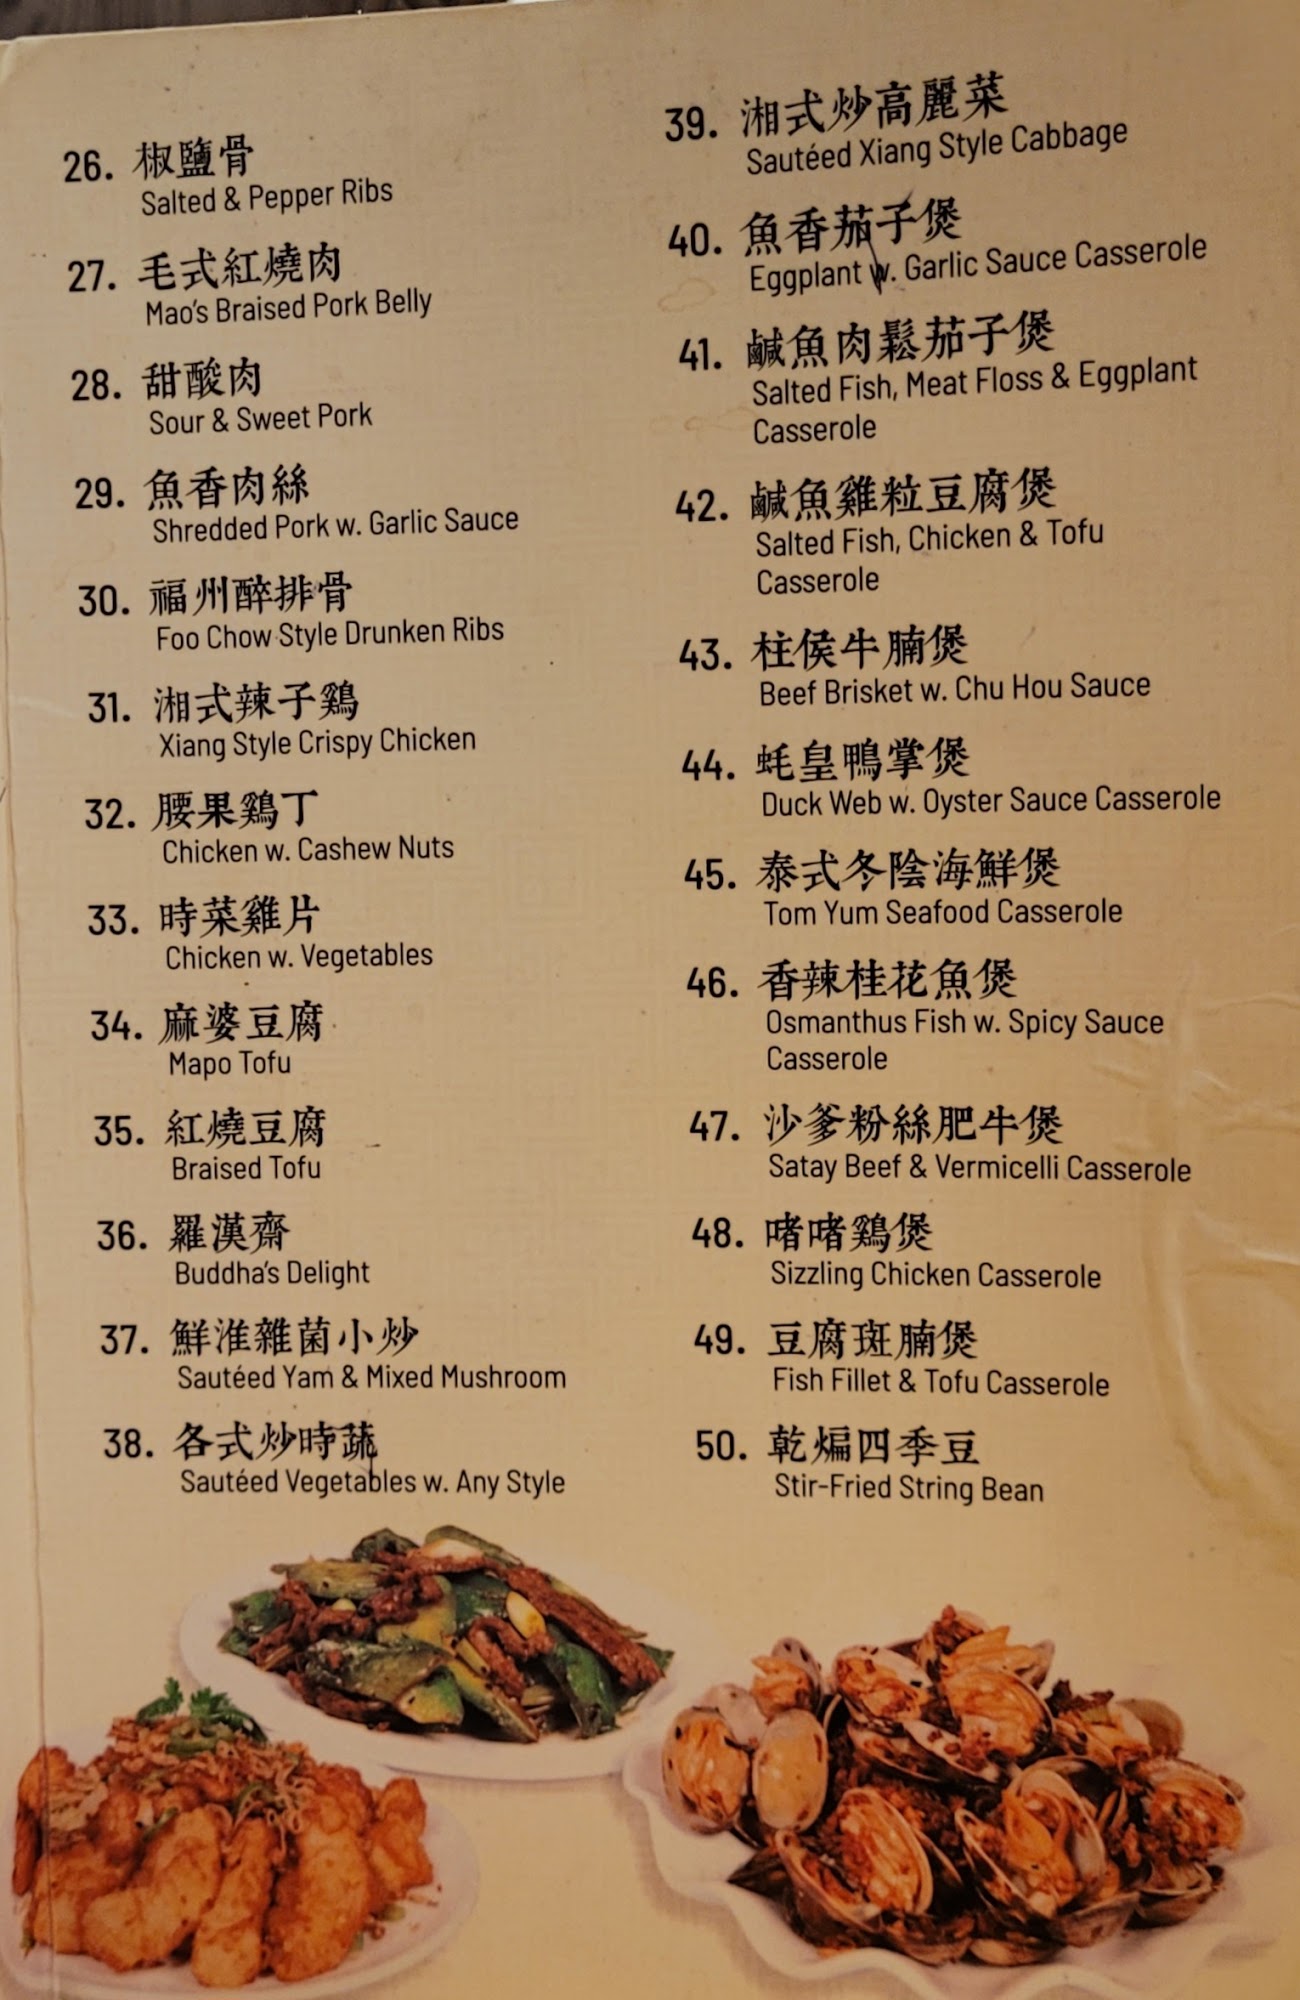 26. 椒鹽骨
Salted & Pepper Ribs
27. 毛式紅燒肉
Mao's Braised Pork Belly
28. 甜酸肉
Sour & Sweet Pork
29. 魚香肉絲
Shredded Pork w. Garlic Sauce
30. 福州醉排骨
Foo Chow Style Drunken Ribs
31. 湘式辣子鷄
Xiang Style Crispy Chicken
32. 腰果鷄丁
Chicken w. Cashew Nuts
33. 時菜雞片
Chicken w. Vegetables
34. 麻婆豆腐
Mapo Tofu
35. 紅燒豆腐
Braised Tofu
36. 羅漢齋
Buddha's Delight
37. 鮮淮雜菌小炒
Sautéed Yam & Mixed Mushroom
38. 各式炒時蔬
Sautéed Vegetables w. Any Style
39. 湘式炒高麗菜
Sautéed Xiang Style Cabbage
40. 魚香茄子煲
Eggplant w. Garlic Sauce Casserole
41. 鹹魚肉鬆茄子煲
Salted Fish, Meat Floss & Eggplant
Casserole
42. 鹹魚雞粒豆腐煲
Salted Fish, Chicken & Tofu
Casserole
43. 柱侯牛腩煲
Beef Brisket w. Chu Hou Sauce
44. 蚝皇鴨掌煲
Duck Web w. Oyster Sauce Casserole
45. 泰式冬陰海鮮煲
Tom Yum Seafood Casserole
46. 香辣桂花魚煲
Osmanthus Fish w. Spicy Sauce
Casserole
47. 沙爹粉絲肥牛煲
Satay Beef & Vermicelli Casserole
48. 啫啫鷄煲
Sizzling Chicken Casserole
49. 豆腐斑腩煲
Fish Fillet & Tofu Casserole
50. 乾煸四季豆
Stir-Fried String Bean